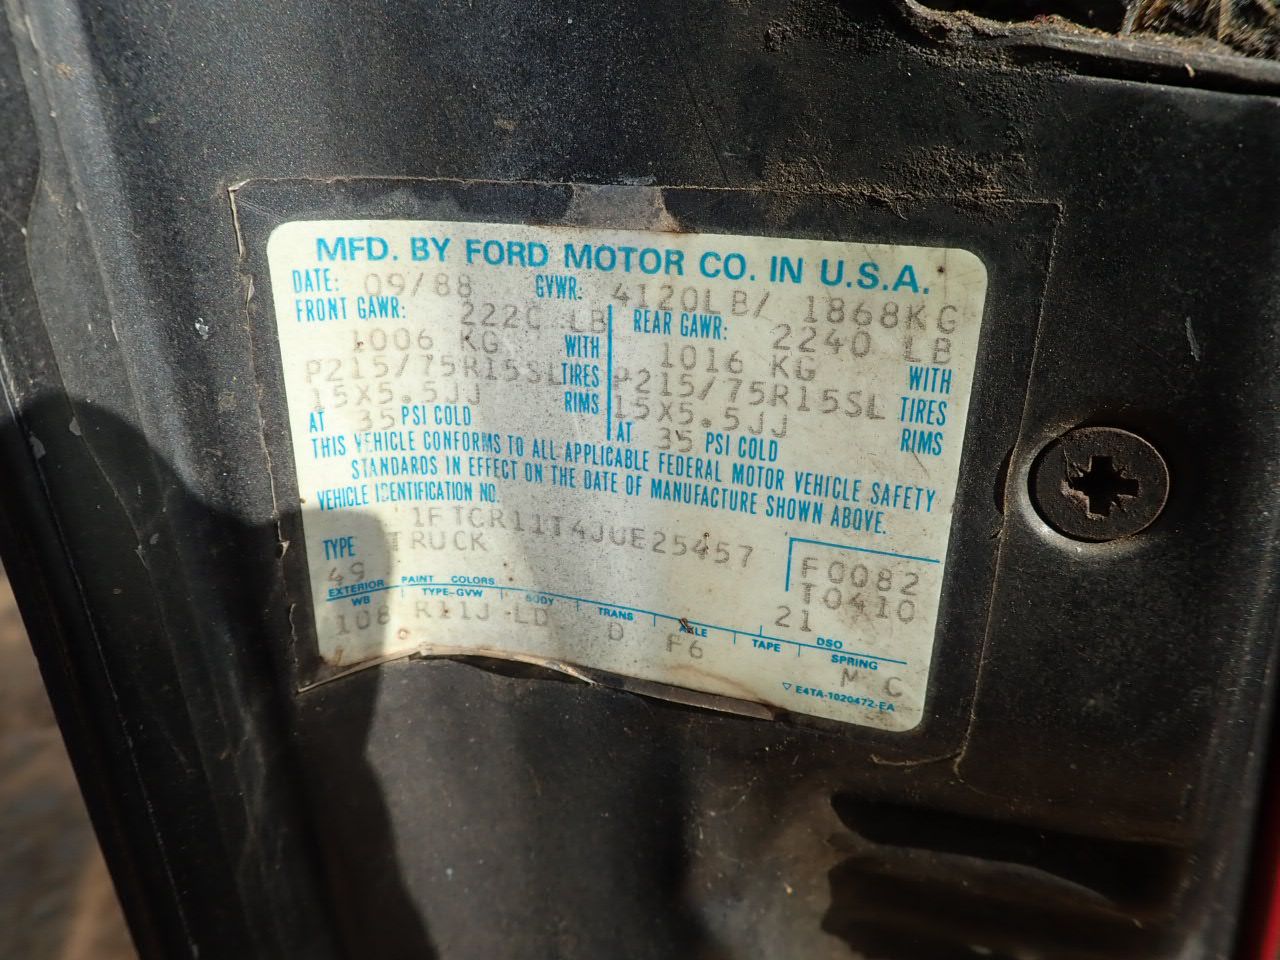 MFD. BY FORD MOTOR CO. IN U.S.A.
DATE: 09/88 GVWR: 4120LB/ 1868KG
FRONT GAWR: 2220 LB REAR GAWR: 2240 LB
1006 KG WITH 1016 KG WITH
P215/75R15SL TIRES P215/75R15SL TIRES
15X5.5JJ RIMS 15X5.5JJ RIMS
AT 35 PSI COLD AT 35 PSI COLD
THIS VEHICLE CONFORMS TO ALL APPLICABLE FEDERAL MOTOR VEHICLE SAFETY
STANDARDS IN EFFECT ON THE DATE OF MANUFACTURE SHOWN ABOVE.
VEHICLE IDENTIFICATION NO.
1FTCR11T4JUE25457
TYPE TRUCK F0082
49 T0410
EXTERIOR PAINT COLORS 21 DSO
WB TYPE-GVW BODY TRANS AXLE TAPE SPRING
108 R11J LD D F6 M C
▽ E4TA-1020472-EA